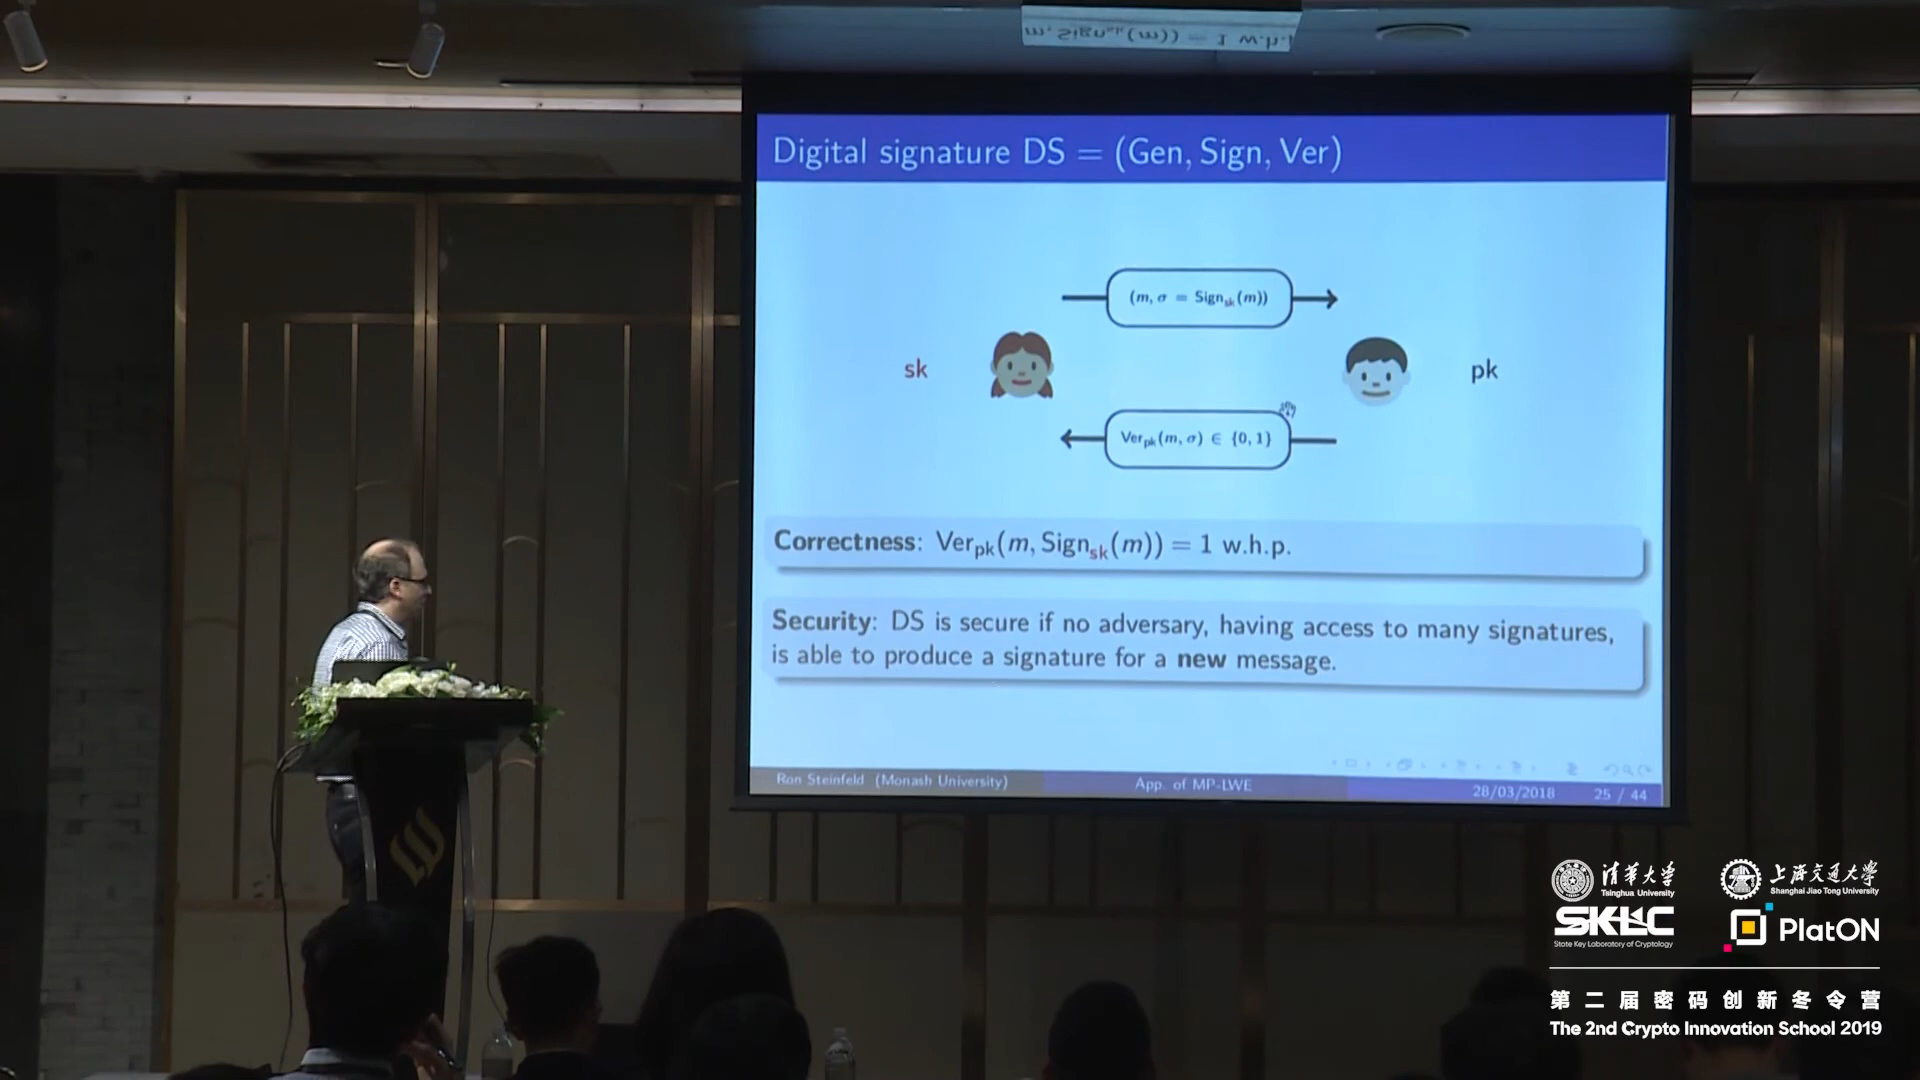 m, Sign_sk(m)) = 1 w.h.p.
Digital signature DS = (Gen, Sign, Ver)
(m, σ = Sign_sk(m))
sk
pk
Ver_pk(m, σ) ∈ {0, 1}
Correctness: Ver_pk(m, Sign_sk(m)) = 1 w.h.p.
Security: DS is secure if no adversary, having access to many signatures,
is able to produce a signature for a new message.
Ron Steinfeld (Monash University)
App. of MP-LWE
28/03/2018
25 / 44
清华大学
Tsinghua University
上海交通大学
Shanghai Jiao Tong University
SKLC
State Key Laboratory of Cryptology
PlatON
第二届密码创新冬令营
The 2nd Crypto Innovation School 2019